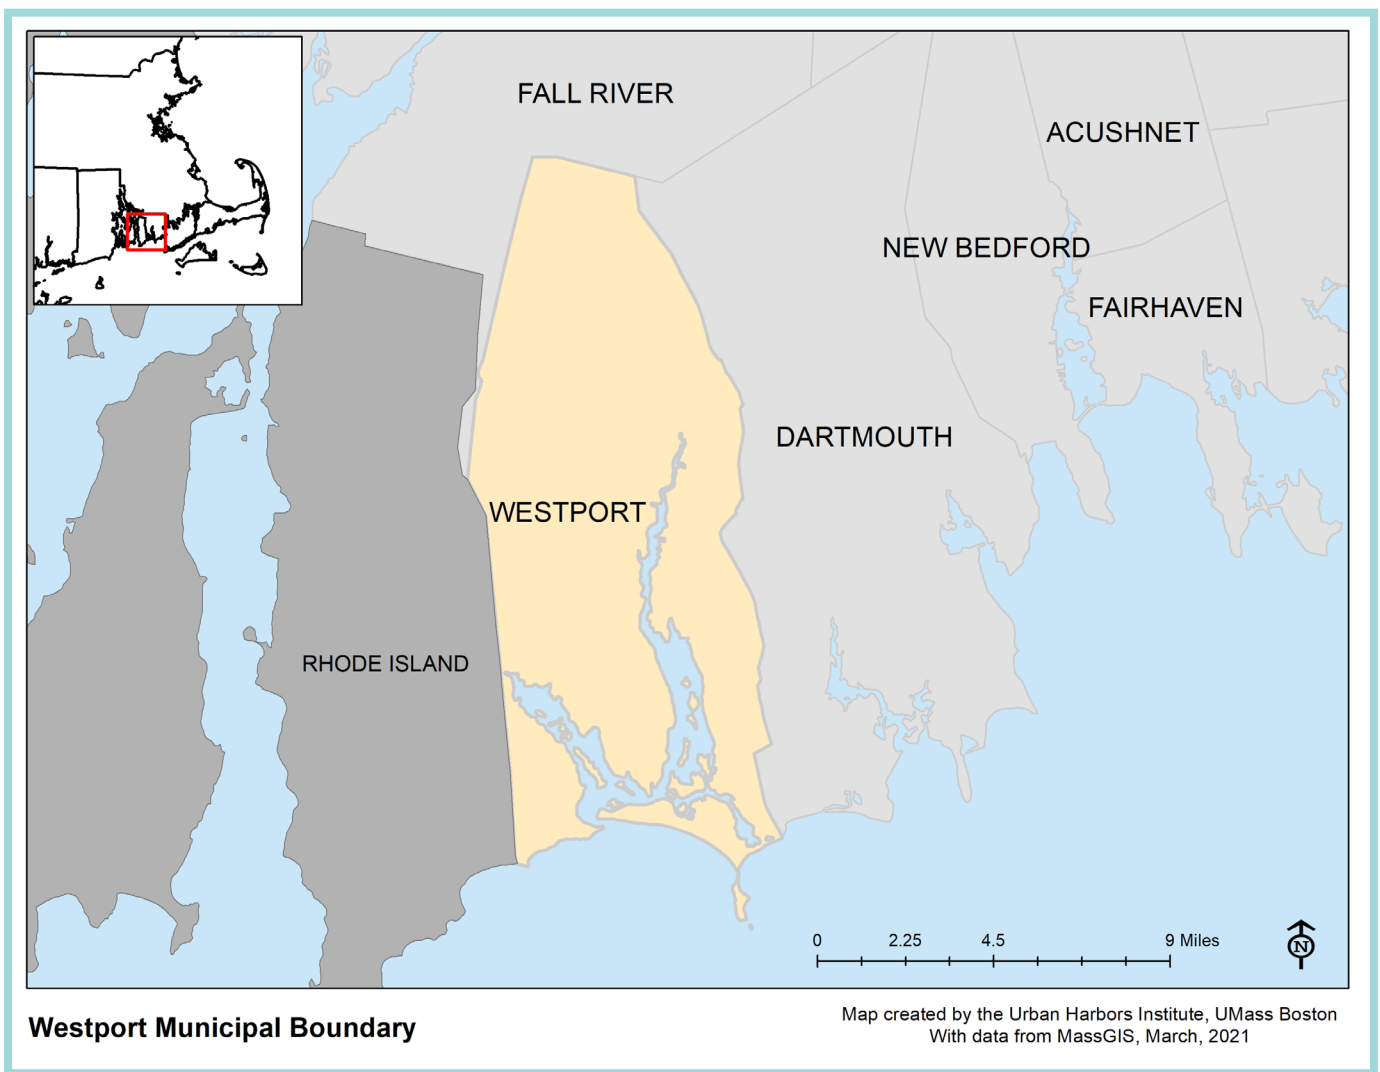 FALL RIVER
ACUSHNET
NEW BEDFORD
FAIRHAVEN
DARTMOUTH
WESTPORT
RHODE ISLAND
0 2.25 4.5 9 Miles
N
Westport Municipal Boundary
Map created by the Urban Harbors Institute, UMass Boston
With data from MassGIS, March, 2021